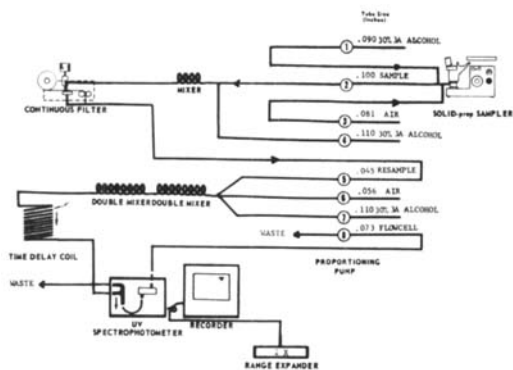 Tube Size
(Inches)
1 .090 30% 3A ALCOHOL
2 .100 SAMPLE
3 .081 AIR
4 .110 30% 3A ALCOHOL
MIXER
CONTINUOUS FILTER
SOLID-prep SAMPLER
5 .045 RESAMPLE
6 .056 AIR
7 .110 30% 3A ALCOHOL
8 .073 FLOWCELL
WASTE
DOUBLE MIXER DOUBLE MIXER
TIME DELAY COIL
PROPORTIONING
PUMP
WASTE
UV
SPECTROPHOTOMETER
RECORDER
RANGE EXPANDER